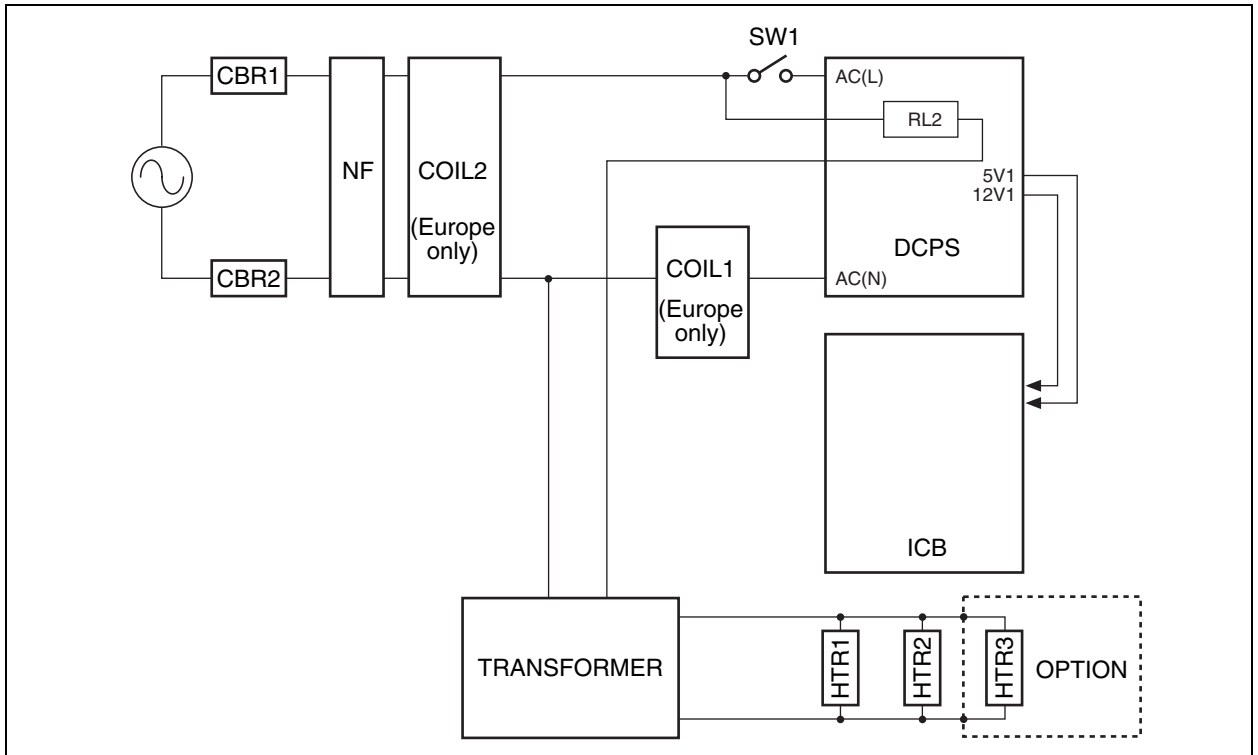 SW1
CBR1
NF
COIL2
(Europe
only)
AC(L)
RL2
5V1
12V1
DCPS
CBR2
COIL1
(Europe
only)
AC(N)
ICB
TRANSFORMER
HTR1
HTR2
HTR3
OPTION